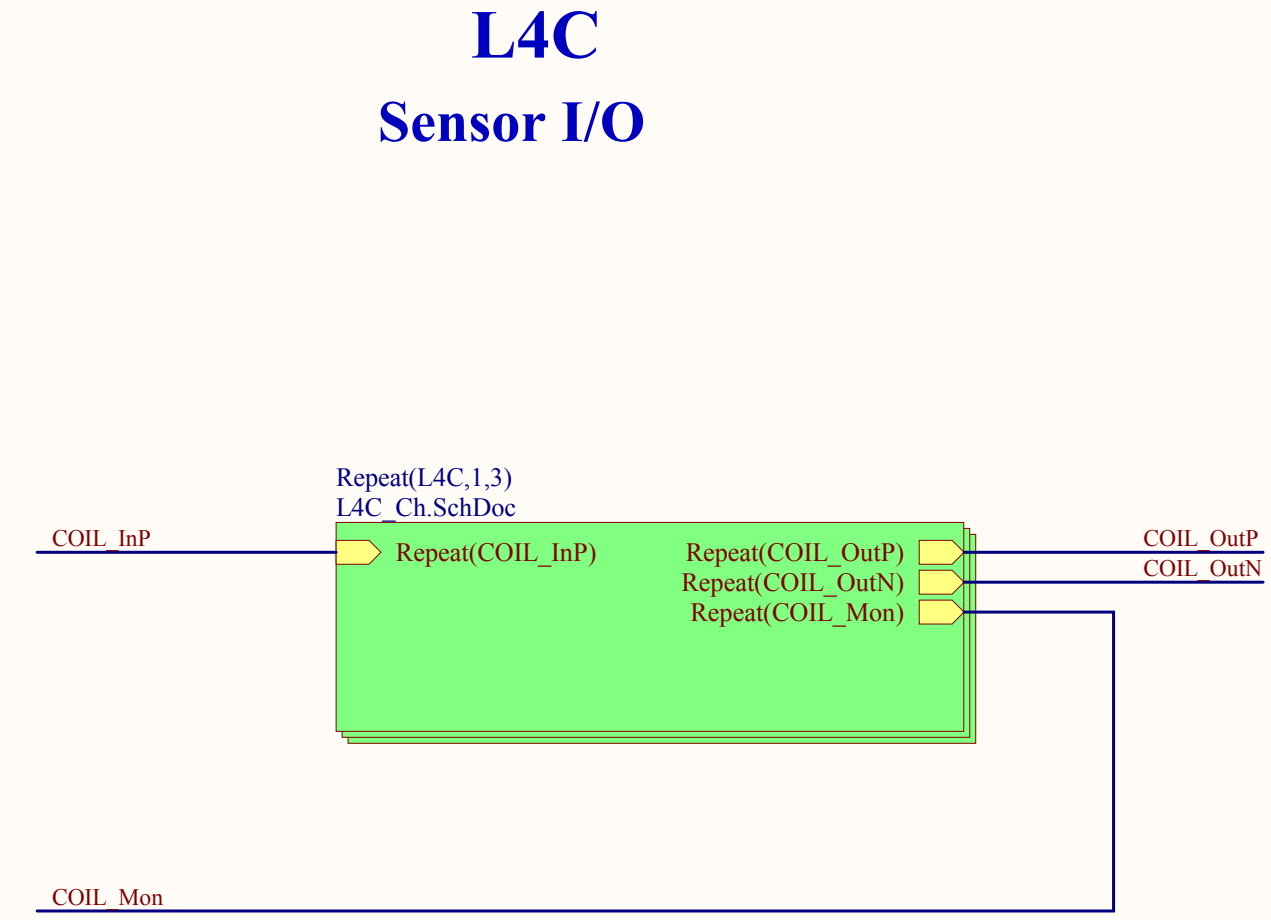 L4C
Sensor I/O
Repeat(L4C,1,3)
L4C_Ch.SchDoc
COIL_InP
Repeat(COIL_InP)
Repeat(COIL_OutP)
COIL_OutP
Repeat(COIL_OutN)
COIL_OutN
Repeat(COIL_Mon)
COIL_Mon